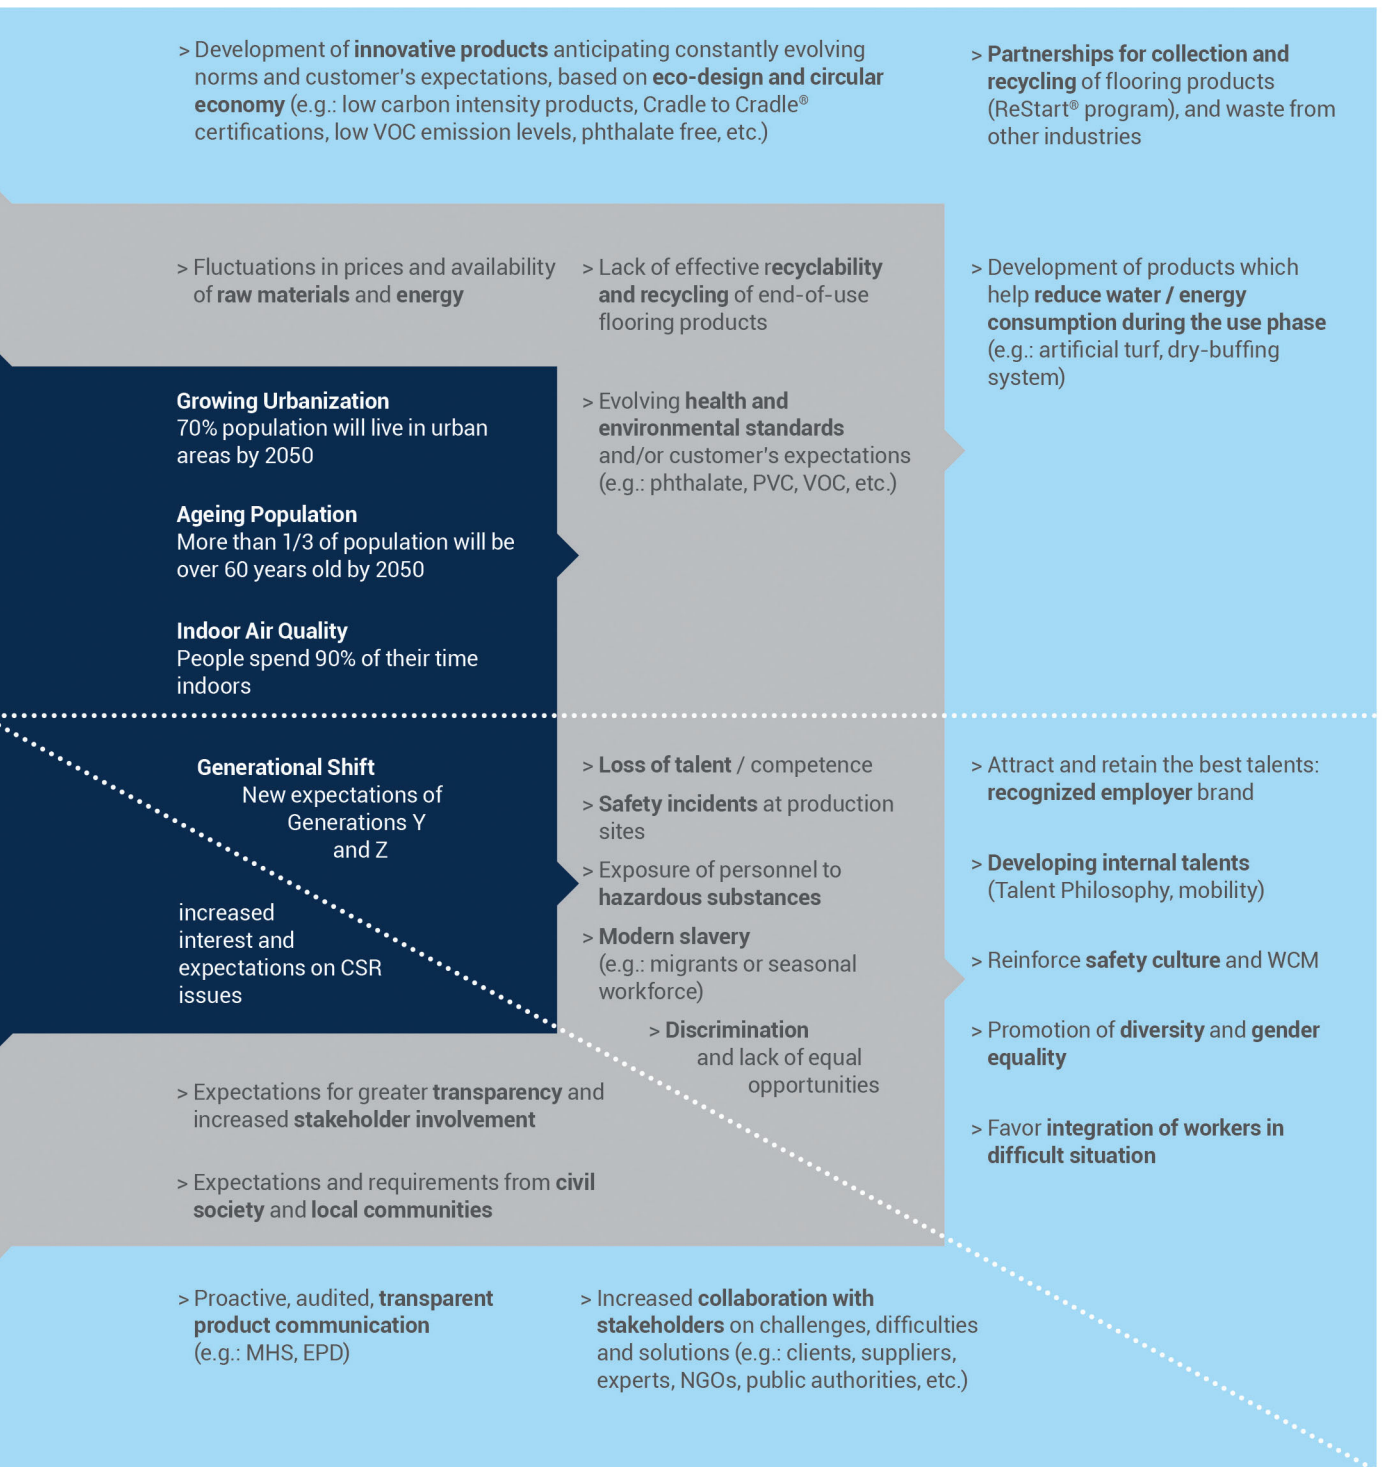 > Development of innovative products anticipating constantly evolving
norms and customer's expectations, based on eco-design and circular
economy (e.g.: low carbon intensity products, Cradle to Cradle®
certifications, low VOC emission levels, phthalate free, etc.)
> Partnerships for collection and
recycling of flooring products
(ReStart® program), and waste from
other industries
> Fluctuations in prices and availability
of raw materials and energy
> Lack of effective recyclability
and recycling of end-of-use
flooring products
> Development of products which
help reduce water / energy
consumption during the use phase
(e.g.: artificial turf, dry-buffing
system)
Growing Urbanization
70% population will live in urban
areas by 2050
Ageing Population
More than 1/3 of population will be
over 60 years old by 2050
Indoor Air Quality
People spend 90% of their time
indoors
> Evolving health and
environmental standards
and/or customer's expectations
(e.g.: phthalate, PVC, VOC, etc.)
Generational Shift
New expectations of
Generations Y
and Z
increased
interest and
expectations on CSR
issues
> Loss of talent / competence
> Safety incidents at production
sites
> Exposure of personnel to
hazardous substances
> Modern slavery
(e.g.: migrants or seasonal
workforce)
> Discrimination
and lack of equal
opportunities
> Attract and retain the best talents:
recognized employer brand
> Developing internal talents
(Talent Philosophy, mobility)
> Reinforce safety culture and WCM
> Promotion of diversity and gender
equality
> Favor integration of workers in
difficult situation
> Expectations for greater transparency and
increased stakeholder involvement
> Expectations and requirements from civil
society and local communities
> Proactive, audited, transparent
product communication
(e.g.: MHS, EPD)
> Increased collaboration with
stakeholders on challenges, difficulties
and solutions (e.g.: clients, suppliers,
experts, NGOs, public authorities, etc.)